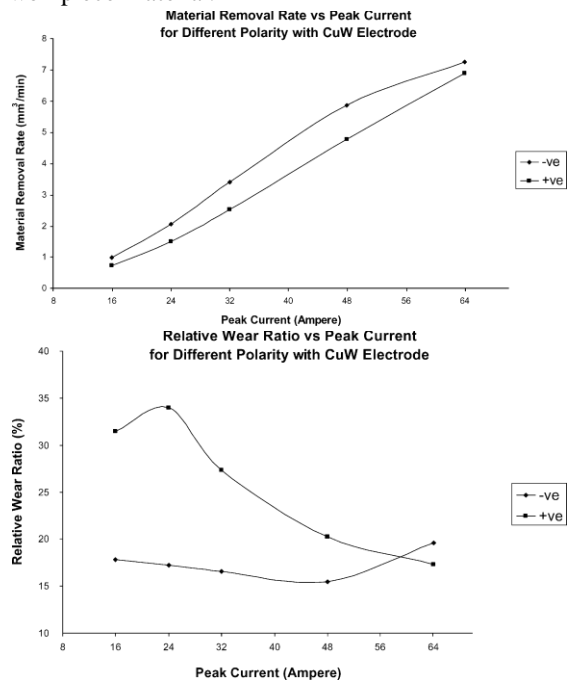 Material Removal Rate vs Peak Current
for Different Polarity with CuW Electrode
Material Removal Rate (mm³/min)
8
7
6
5
4
3
2
1
0
8 16 24 32 40 48 56 64
Peak Current (Ampere)
-ve
+ve
Relative Wear Ratio vs Peak Current
for Different Polarity with CuW Electrode
Relative Wear Ratio (%)
40
35
30
25
20
15
10
8 16 24 32 40 48 56 64
Peak Current (Ampere)
-ve
+ve